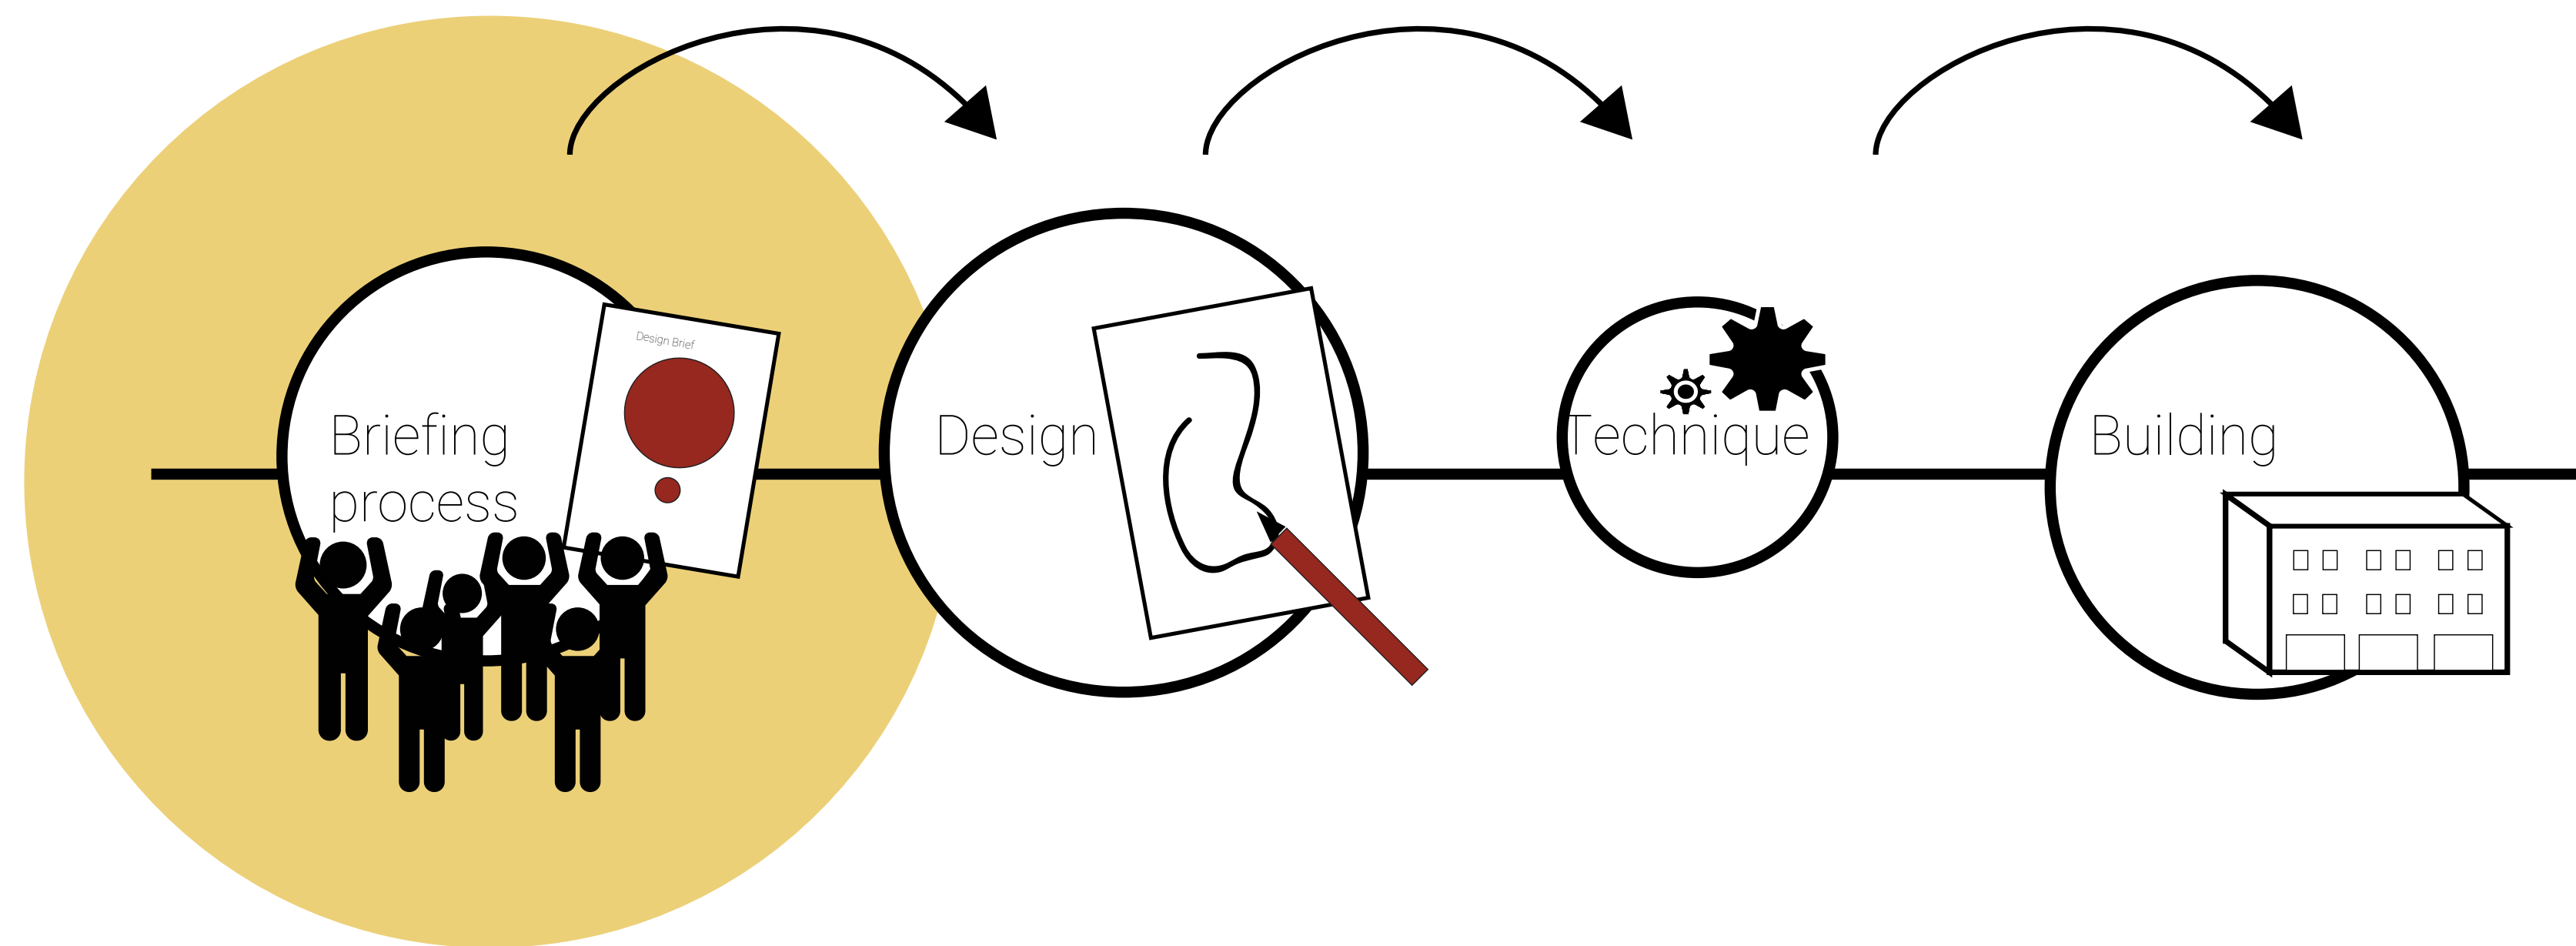 Design Brief
Briefing
process
Design
Technique
Building